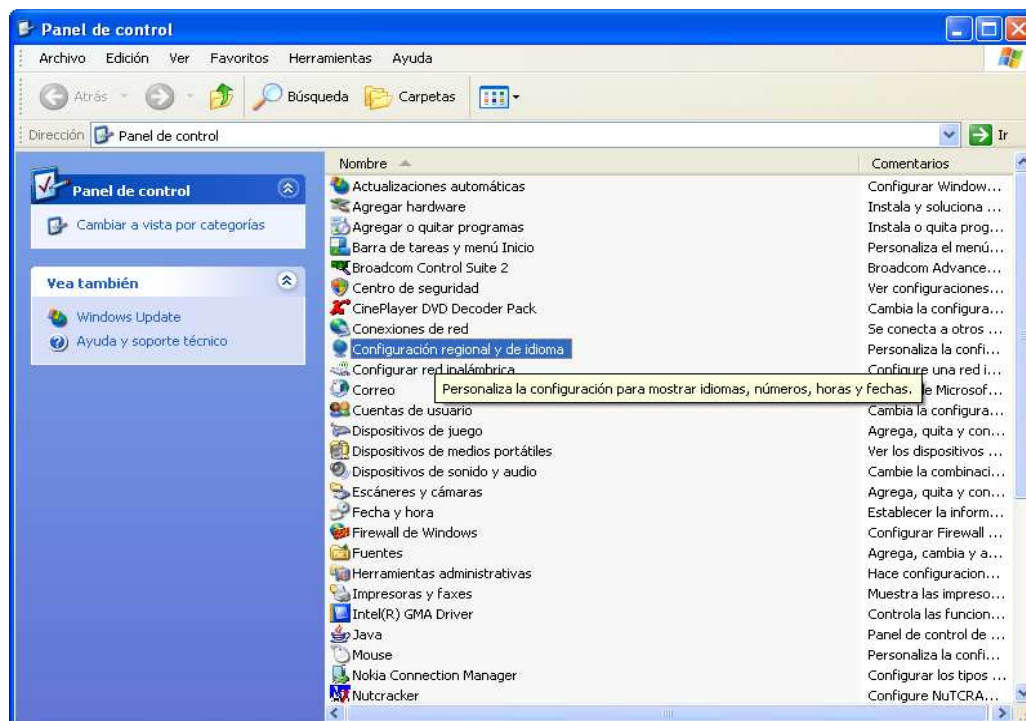 Panel de control
Archivo Edición Ver Favoritos Herramientas Ayuda
Atrás Búsqueda Carpetas
Dirección Panel de control Ir
Panel de control
Cambiar a vista por categorías
Vea también
Windows Update
Ayuda y soporte técnico
Nombre Comentarios
Actualizaciones automáticas Configurar Window...
Agregar hardware Instala y soluciona ...
Agregar o quitar programas Instala o quita prog...
Barra de tareas y menú Inicio Personaliza el menú...
Broadcom Control Suite 2 Broadcom Advance...
Centro de seguridad Ver configuraciones...
CinePlayer DVD Decoder Pack Cambia la configura...
Conexiones de red Se conecta a otros ...
Configuración regional y de idioma Personaliza la confi...
Configurar red inalámbrica Configure una red i...
Correo Personaliza la configuración para mostrar idiomas, números, horas y fechas. e Microsof...
Cuentas de usuario Cambia la configura...
Dispositivos de juego Agrega, quita y con...
Dispositivos de medios portátiles Ver los dispositivos ...
Dispositivos de sonido y audio Cambie la combinaci...
Escáneres y cámaras Agrega, quita y con...
Fecha y hora Establecer la inform...
Firewall de Windows Configurar Firewall ...
Fuentes Agrega, cambia y a...
Herramientas administrativas Hace configuracion...
Impresoras y faxes Muestra las impreso...
Intel(R) GMA Driver Controla las funcion...
Java Panel de control de ...
Mouse Personaliza la confi...
Nokia Connection Manager Configurar los tipos ...
Nutcracker Configure NuTCRA...